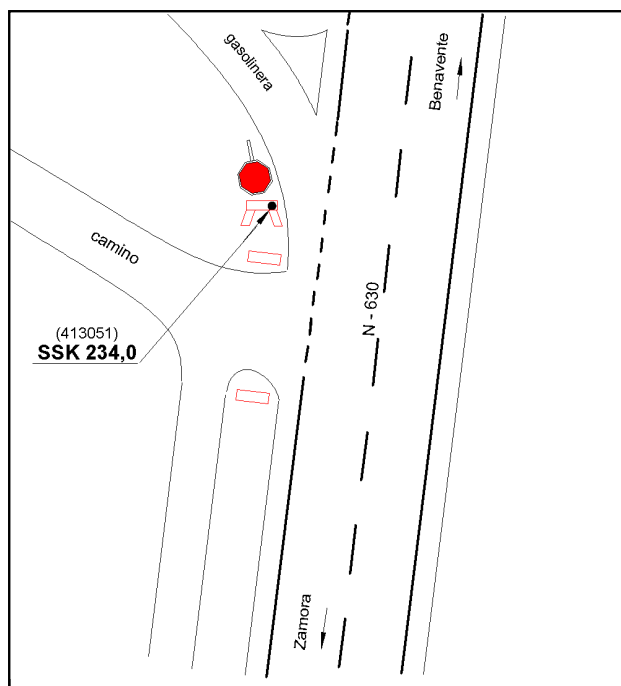 gasolinera
Benavente
camino
N - 630
(413051)
SSK 234,0
Zamora